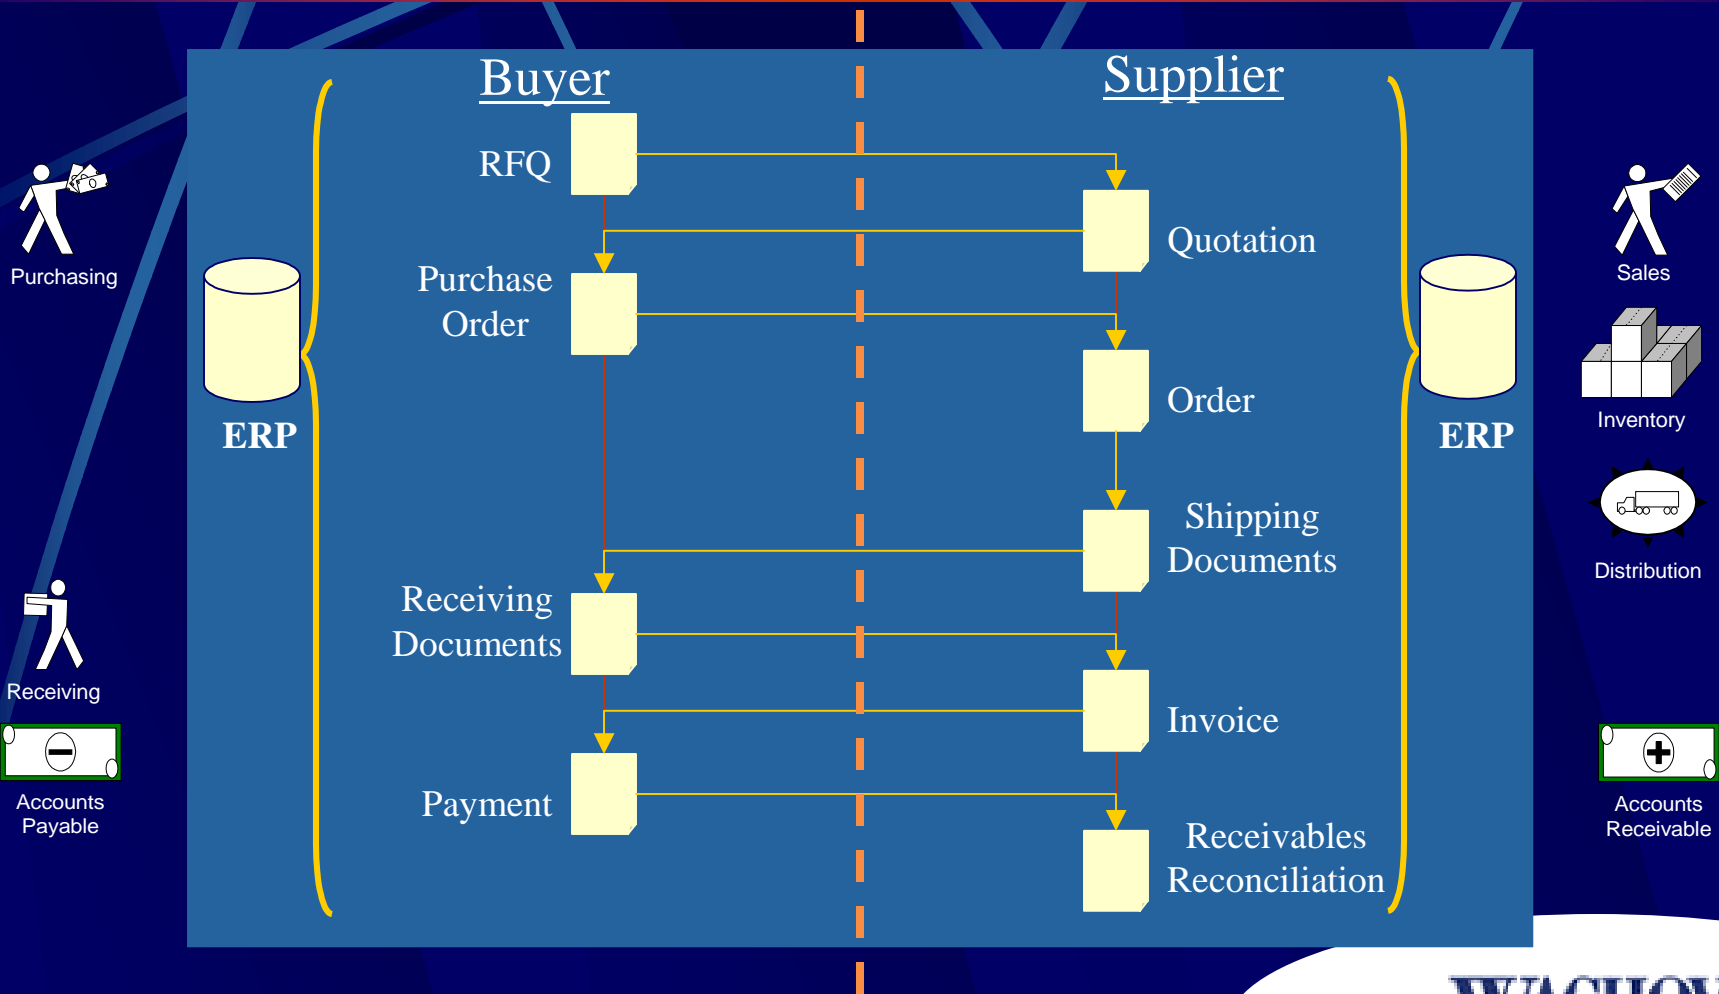 Buyer
Supplier
RFQ
Quotation
Purchasing
Purchase
Order
Sales
Order
ERP
ERP
Inventory
Shipping
Documents
Distribution
Receiving
Documents
Receiving
Invoice
Payment
Accounts
Payable
Accounts
Receivable
Receivables
Reconciliation